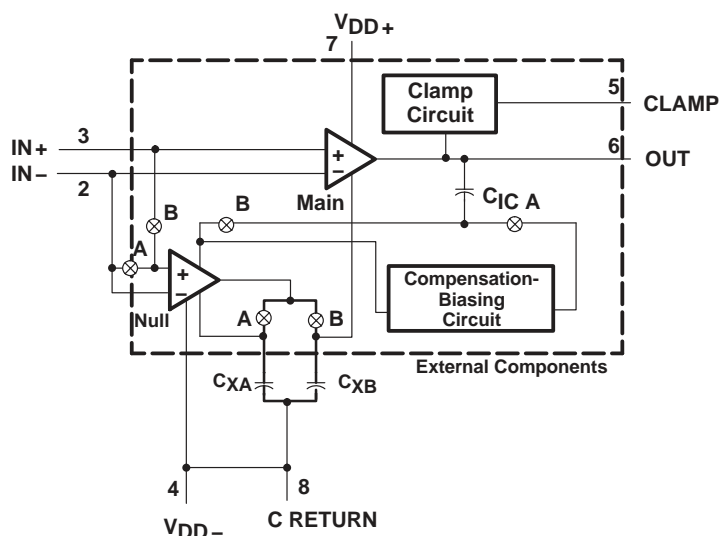 VDD+
7
5
CLAMP
Clamp
Circuit
IN+
3
6
OUT
IN−
2
+
−
Main
CIC A
B
B
A
+
−
Null
Compensation-
Biasing
Circuit
A
B
External Components
CXA
CXB
4
8
VDD−
C RETURN